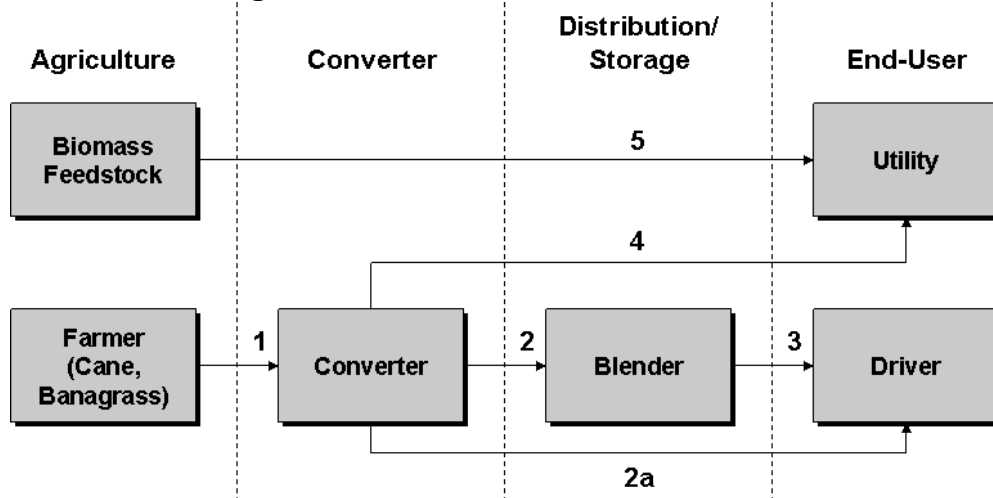 Agriculture
Converter
Distribution/
Storage
End-User
Biomass
Feedstock
5
Utility
4
Farmer
(Cane,
Banagrass)
1
Converter
2
Blender
3
Driver
2a